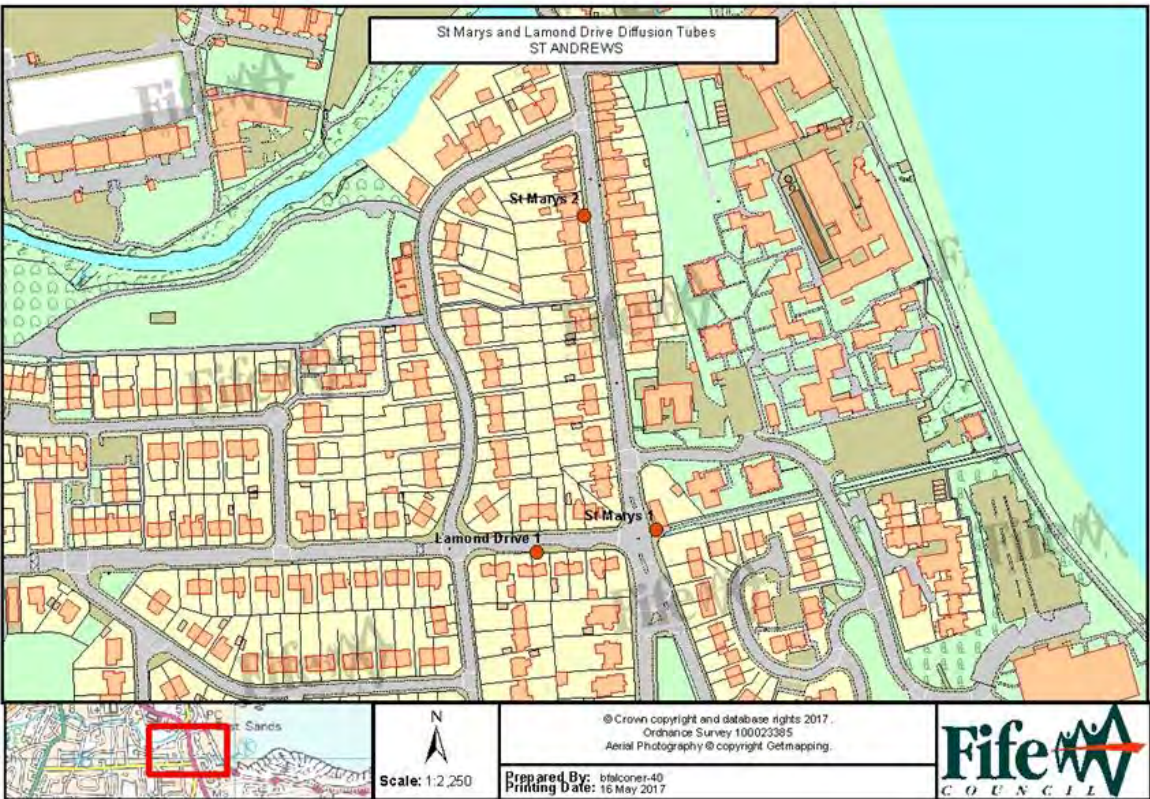 St Marys and Lamond Drive Diffusion Tubes
ST ANDREWS
St Marys 2
St Marys 1
Lamond Drive 1
st Sands
PC
N
Scale: 1:2,250
© Crown copyright and database rights 2017.
Ordnance Survey 100023385
Aerial Photography © copyright Getmapping.
Prepared By: bfalconer-40
Printing Date: 16 May 2017
Fife
COUNCIL